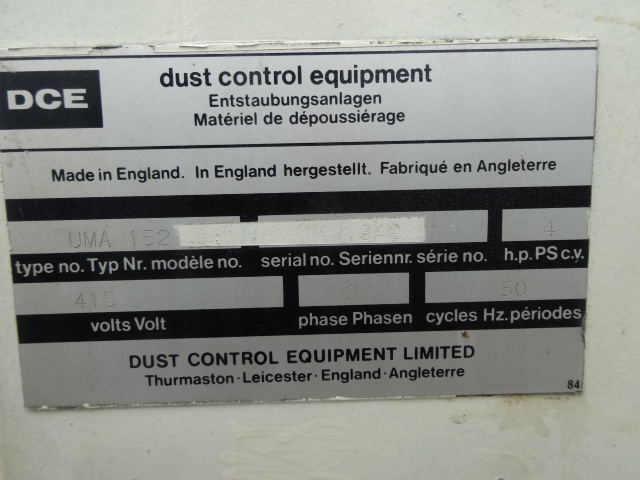 DCE
dust control equipment
Entstaubungsanlagen
Matériel de dépoussiérage
Made in England. In England hergestellt. Fabriqué en Angleterre
UMA 152 4
type no. Typ Nr. modèle no. serial no. Seriennr. série no. h.p. PS c.v.
415 3 50
volts Volt phase Phasen cycles Hz. périodes
DUST CONTROL EQUIPMENT LIMITED
Thurmaston · Leicester · England · Angleterre
84